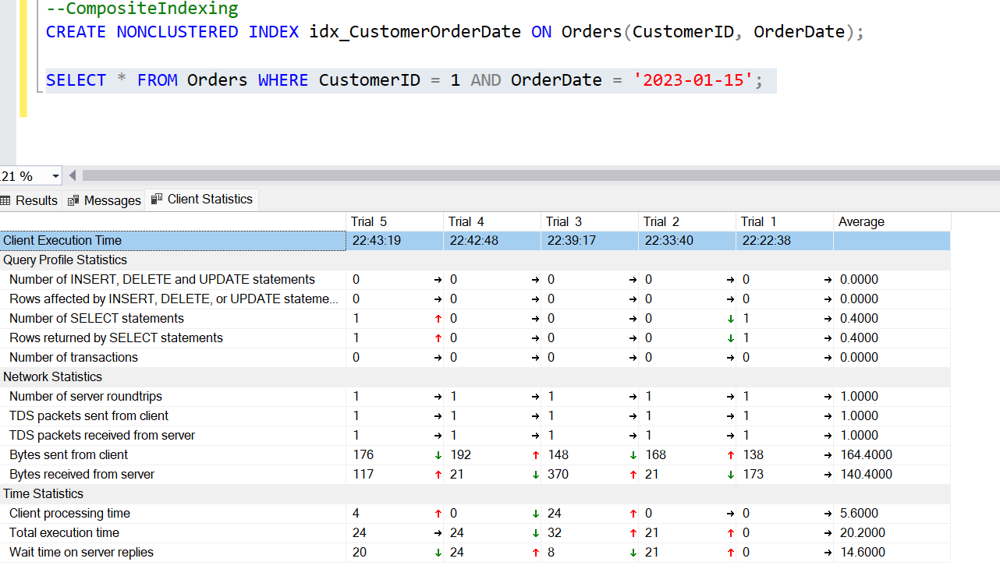 --CompositeIndexing
CREATE NONCLUSTERED INDEX idx_CustomerOrderDate ON Orders(CustomerID, OrderDate);
SELECT * FROM Orders WHERE CustomerID = 1 AND OrderDate = '2023-01-15';
21 %
Results Messages Client Statistics
Trial 5 Trial 4 Trial 3 Trial 2 Trial 1 Average
Client Execution Time 22:43:19 22:42:48 22:39:17 22:33:40 22:22:38
Query Profile Statistics
Number of INSERT, DELETE and UPDATE statements 0 → 0 → 0 → 0 → 0 → 0.0000
Rows affected by INSERT, DELETE, or UPDATE stateme... 0 → 0 → 0 → 0 → 0 → 0.0000
Number of SELECT statements 1 ↑ 0 → 0 → 0 ↓ 1 → 0.4000
Rows returned by SELECT statements 1 ↑ 0 → 0 → 0 ↓ 1 → 0.4000
Number of transactions 0 → 0 → 0 → 0 → 0 → 0.0000
Network Statistics
Number of server roundtrips 1 → 1 → 1 → 1 → 1 → 1.0000
TDS packets sent from client 1 → 1 → 1 → 1 → 1 → 1.0000
TDS packets received from server 1 → 1 → 1 → 1 → 1 → 1.0000
Bytes sent from client 176 ↓ 192 ↑ 148 ↓ 168 ↑ 138 → 164.4000
Bytes received from server 117 ↑ 21 ↓ 370 ↑ 21 ↓ 173 → 140.4000
Time Statistics
Client processing time 4 ↑ 0 ↓ 24 ↑ 0 → 0 → 5.6000
Total execution time 24 → 24 ↓ 32 ↑ 21 ↑ 0 → 20.2000
Wait time on server replies 20 ↓ 24 ↑ 8 ↓ 21 ↑ 0 → 14.6000